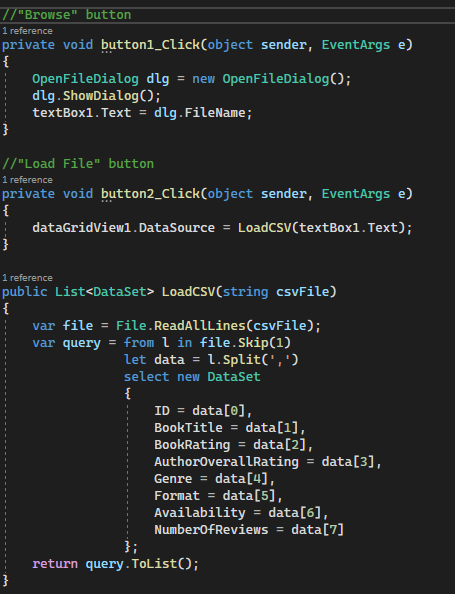 //"Browse" button
1 reference
private void button1_Click(object sender, EventArgs e)
{
    OpenFileDialog dlg = new OpenFileDialog();
    dlg.ShowDialog();
    textBox1.Text = dlg.FileName;
}

//"Load File" button
1 reference
private void button2_Click(object sender, EventArgs e)
{
    dataGridView1.DataSource = LoadCSV(textBox1.Text);
}

1 reference
public List<DataSet> LoadCSV(string csvFile)
{
    var file = File.ReadAllLines(csvFile);
    var query = from l in file.Skip(1)
                let data = l.Split(',')
                select new DataSet
                {
                    ID = data[0],
                    BookTitle = data[1],
                    BookRating = data[2],
                    AuthorOverallRating = data[3],
                    Genre = data[4],
                    Format = data[5],
                    Availability = data[6],
                    NumberOfReviews = data[7]
                };
    return query.ToList();
}